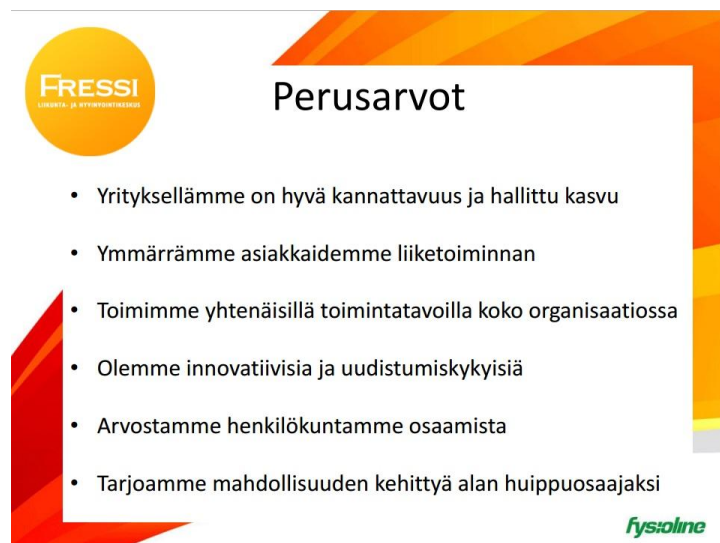 FRESSI
LIIKUNTA- JA HYVINVOINTIKESKUS
Perusarvot
• Yrityksellämme on hyvä kannattavuus ja hallittu kasvu
• Ymmärrämme asiakkaidemme liiketoiminnan
• Toimimme yhtenäisillä toimintatavoilla koko organisaatiossa
• Olemme innovatiivisia ja uudistumiskykyisiä
• Arvostamme henkilökuntamme osaamista
• Tarjoamme mahdollisuuden kehittyä alan huippuosaajaksi
fysioline